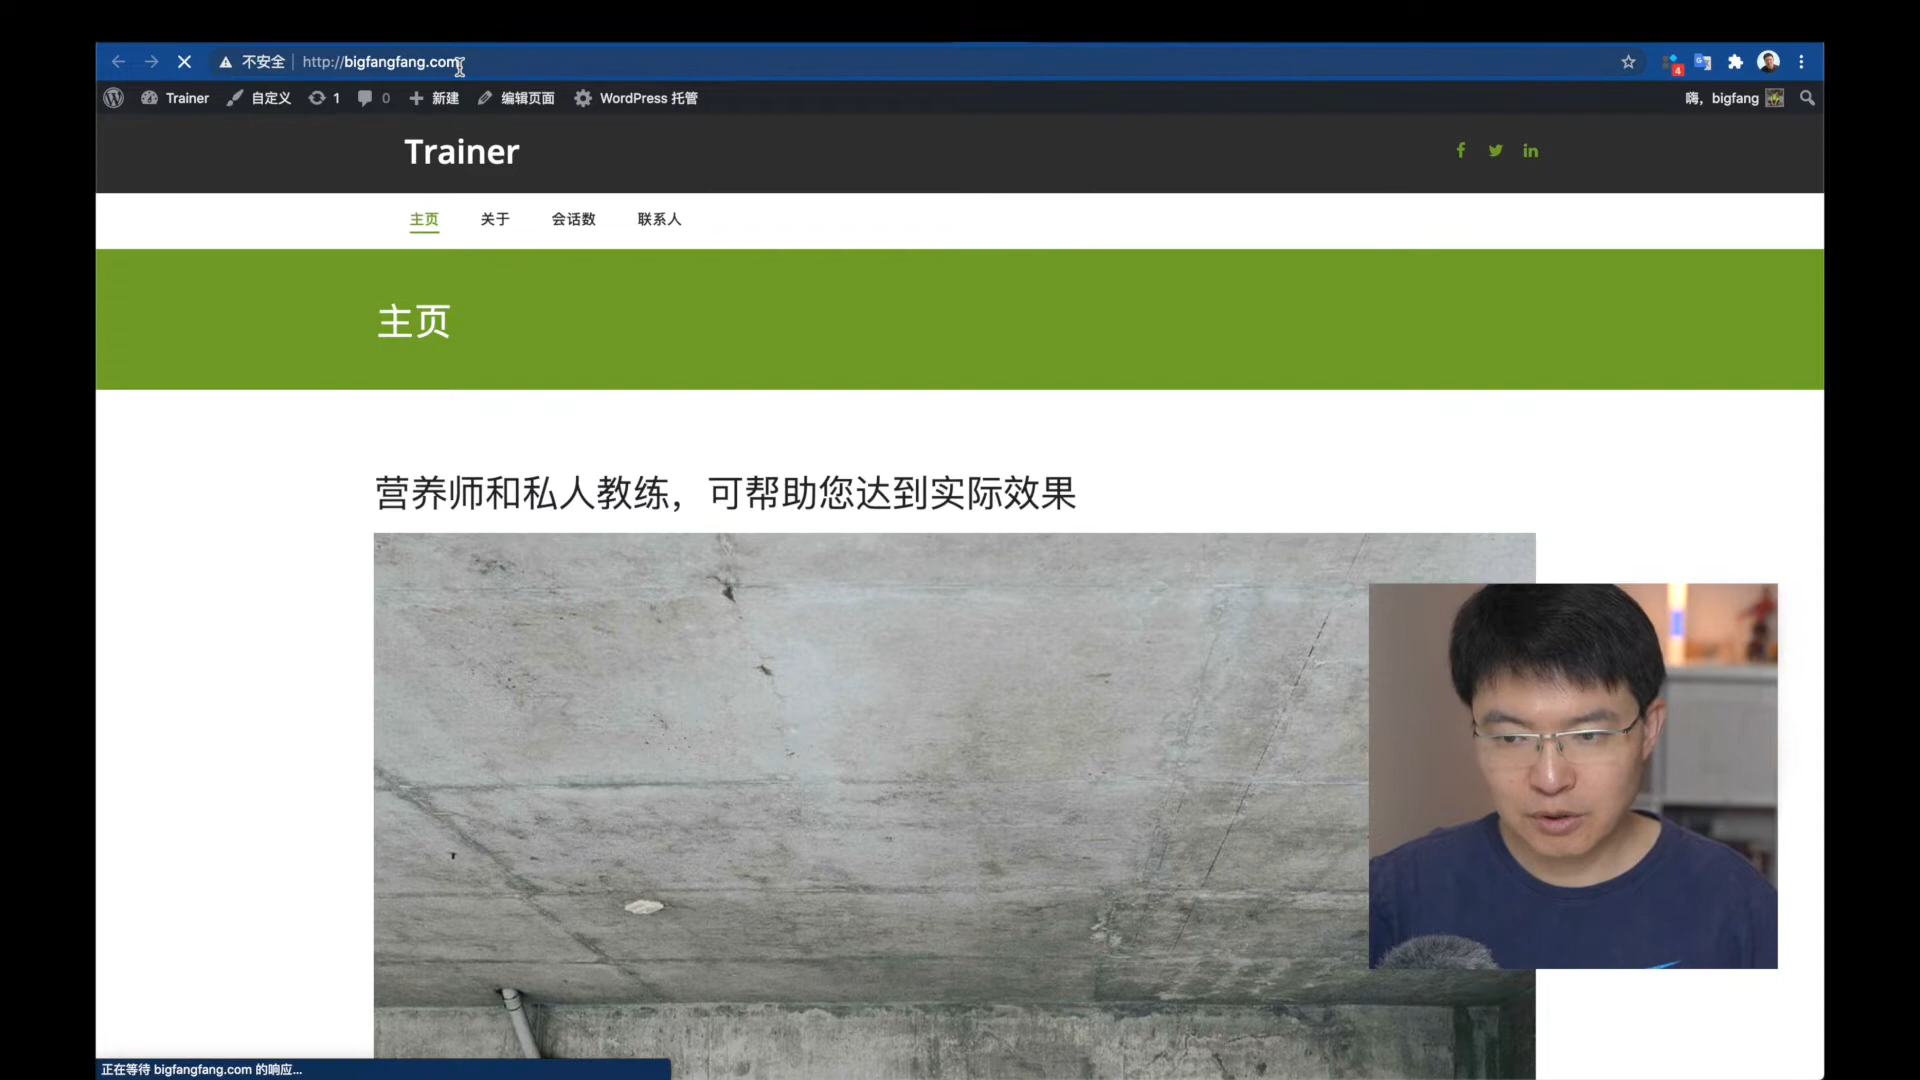 不安全 http://bigfangfang.com
Trainer 自定义 1 0 新建 编辑页面 WordPress 托管 嗨，bigfang
4
Trainer
主页 关于 会话数 联系人
主页
营养师和私人教练，可帮助您达到实际效果
正在等待 bigfangfang.com 的响应...